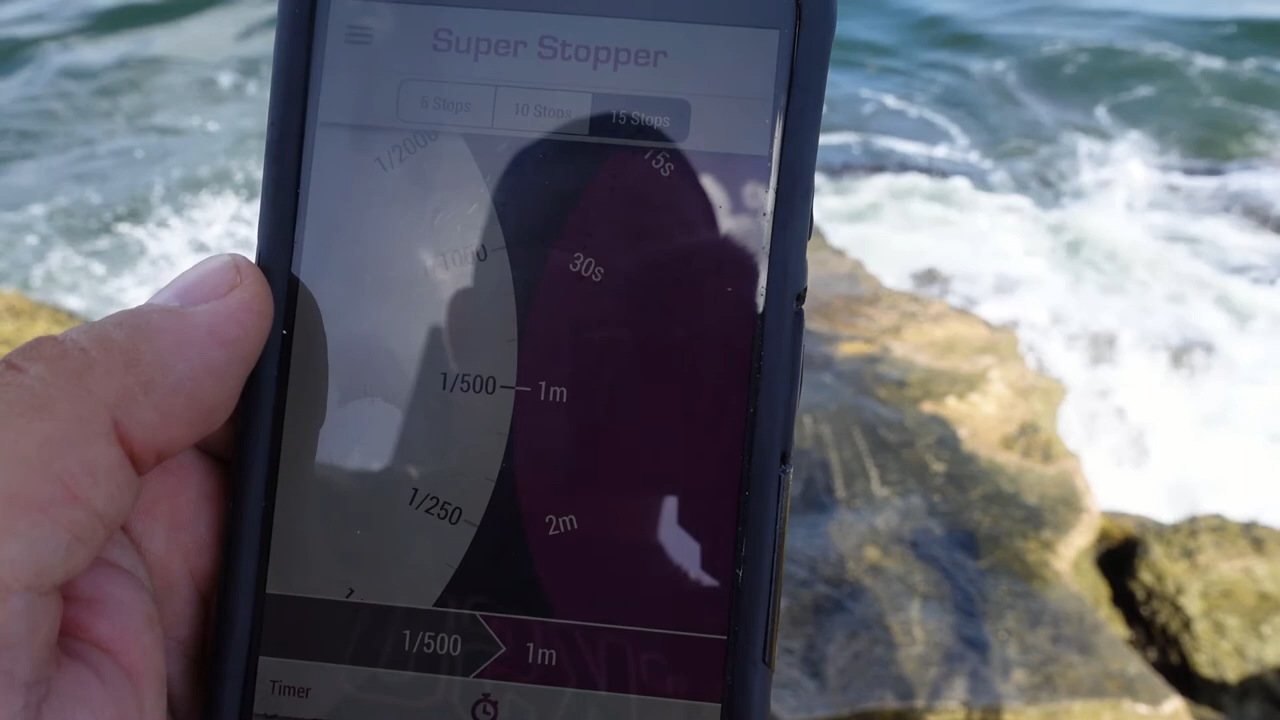 Super Stopper
6 Stops 10 Stops 15 Stops
1/2000 15s
1/1000 30s
1/500 1m
1/250 2m
1/500 1m
Timer